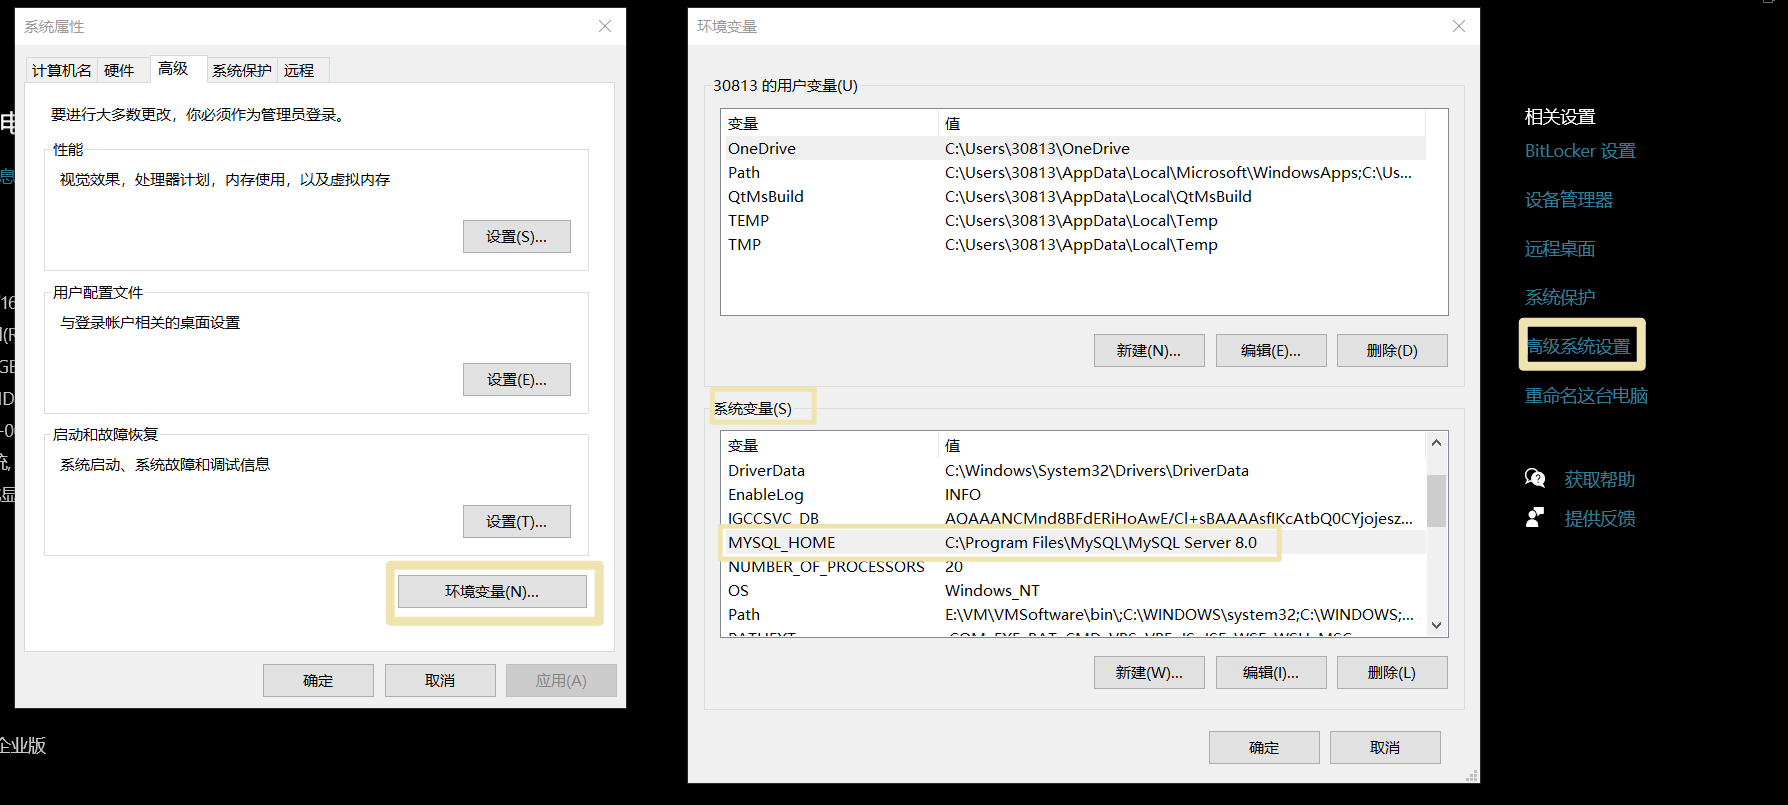 系统属性
计算机名 硬件 高级 系统保护 远程
要进行大多数更改，你必须作为管理员登录。
性能
视觉效果，处理器计划，内存使用，以及虚拟内存
设置(S)...
用户配置文件
与登录帐户相关的桌面设置
设置(E)...
启动和故障恢复
系统启动、系统故障和调试信息
设置(T)...
环境变量(N)...
确定 取消 应用(A)
企业版
环境变量
30813 的用户变量(U)
变量 值
OneDrive C:\Users\30813\OneDrive
Path C:\Users\30813\AppData\Local\Microsoft\WindowsApps;C:\Us...
QtMsBuild C:\Users\30813\AppData\Local\QtMsBuild
TEMP C:\Users\30813\AppData\Local\Temp
TMP C:\Users\30813\AppData\Local\Temp
新建(N)... 编辑(E)... 删除(D)
系统变量(S)
变量 值
DriverData C:\Windows\System32\Drivers\DriverData
EnableLog INFO
IGCCSVC_DB
MYSQL_HOME C:\Program Files\MySQL\MySQL Server 8.0
NUMBER_OF_PROCESSORS 20
OS Windows_NT
Path E:\VM\VMSoftware\bin\;C:\WINDOWS\system32;C:\WINDOWS;...
新建(W)... 编辑(I)... 删除(L)
确定 取消
相关设置
BitLocker 设置
设备管理器
远程桌面
系统保护
高级系统设置
重命名这台电脑
获取帮助
提供反馈